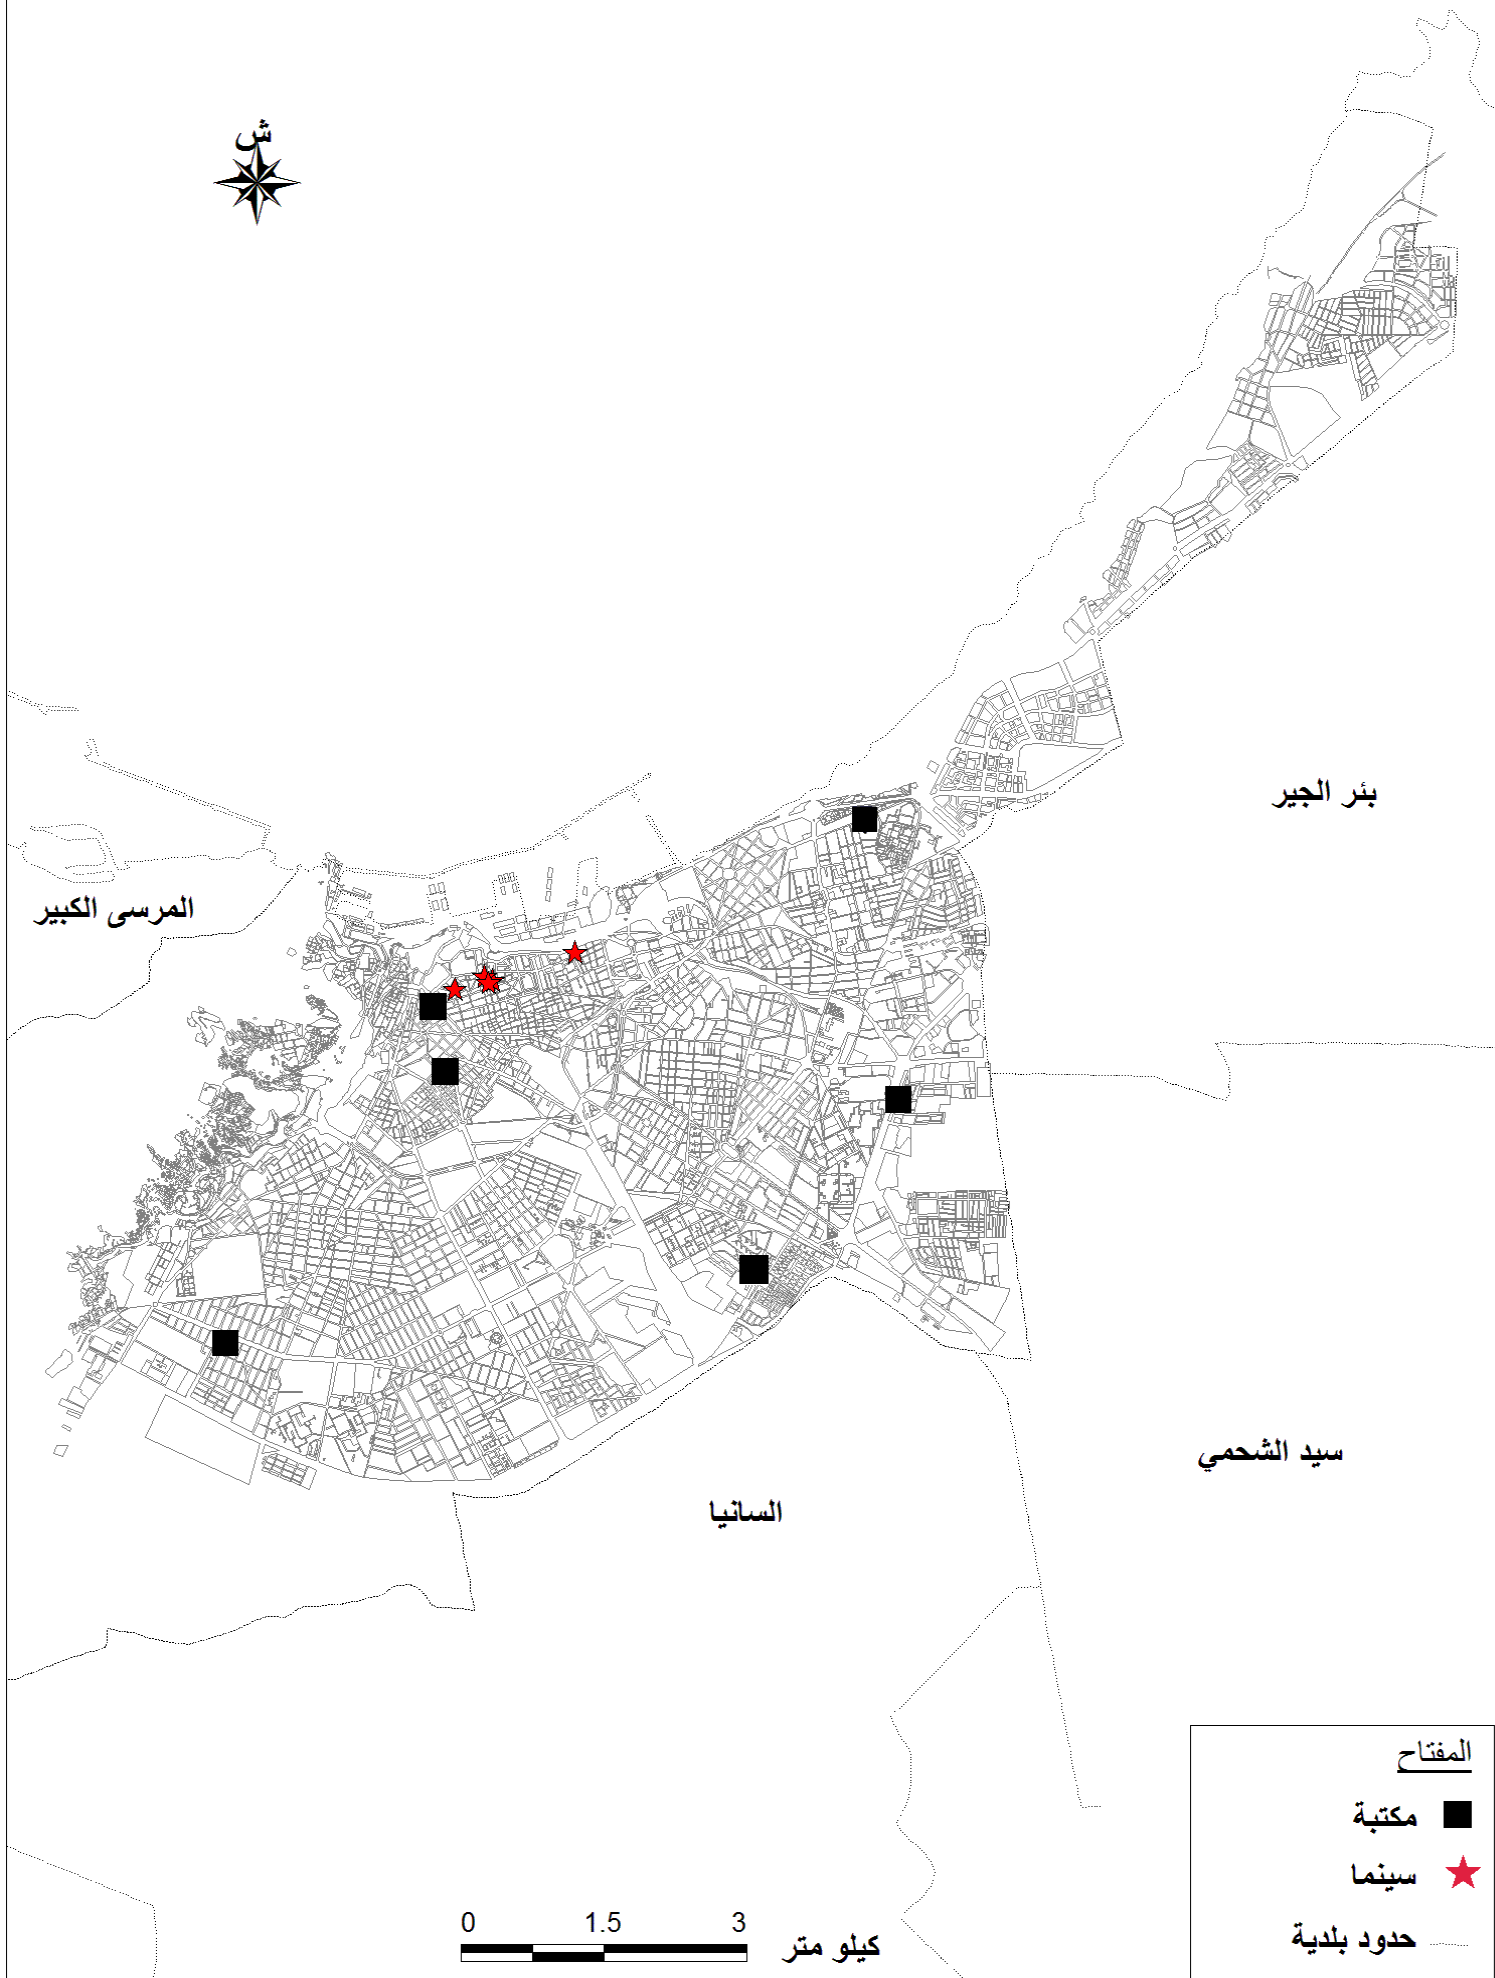 ش
بئر الجير
المرسى الكبير
سيد الشحمي
السانيا
المفتاح
مكتبة
سينما
حدود بلدية
0 1.5 3
كيلو متر